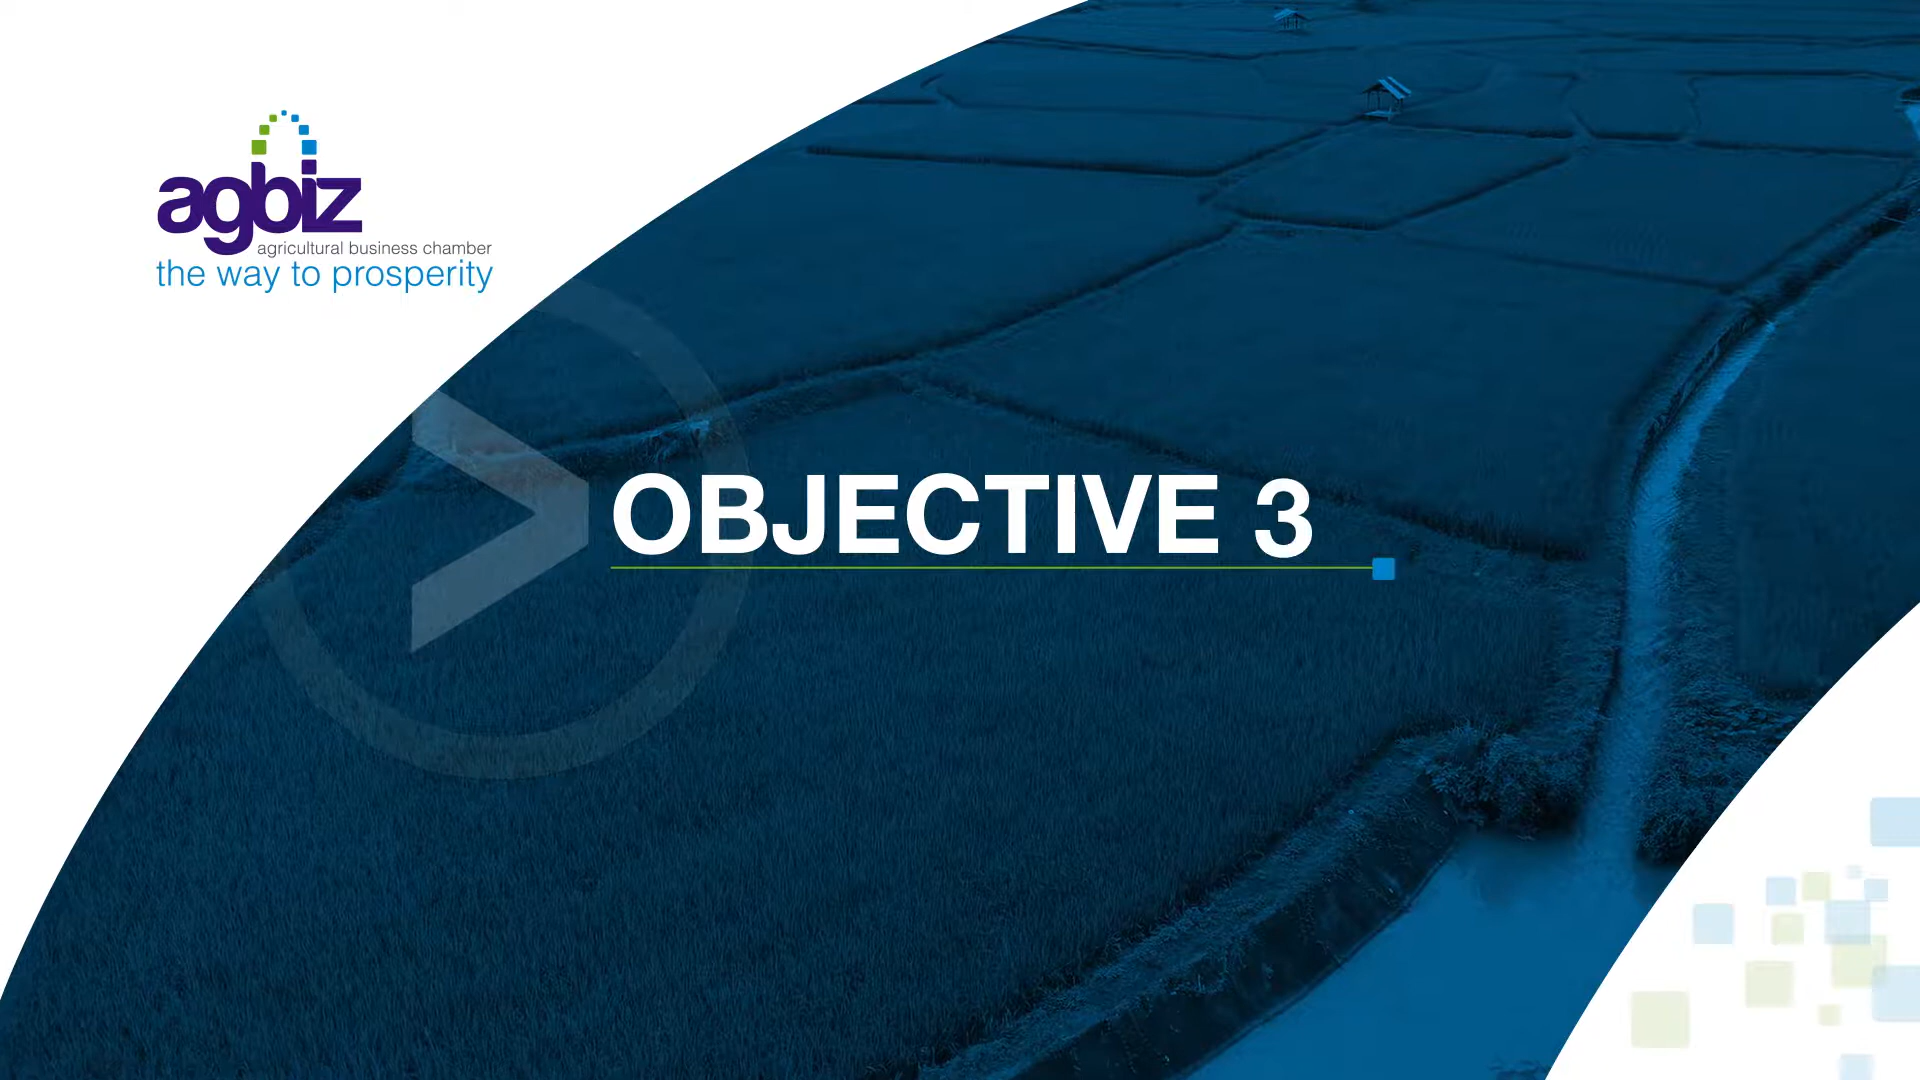 agbiz
agricultural business chamber
the way to prosperity
OBJECTIVE 3